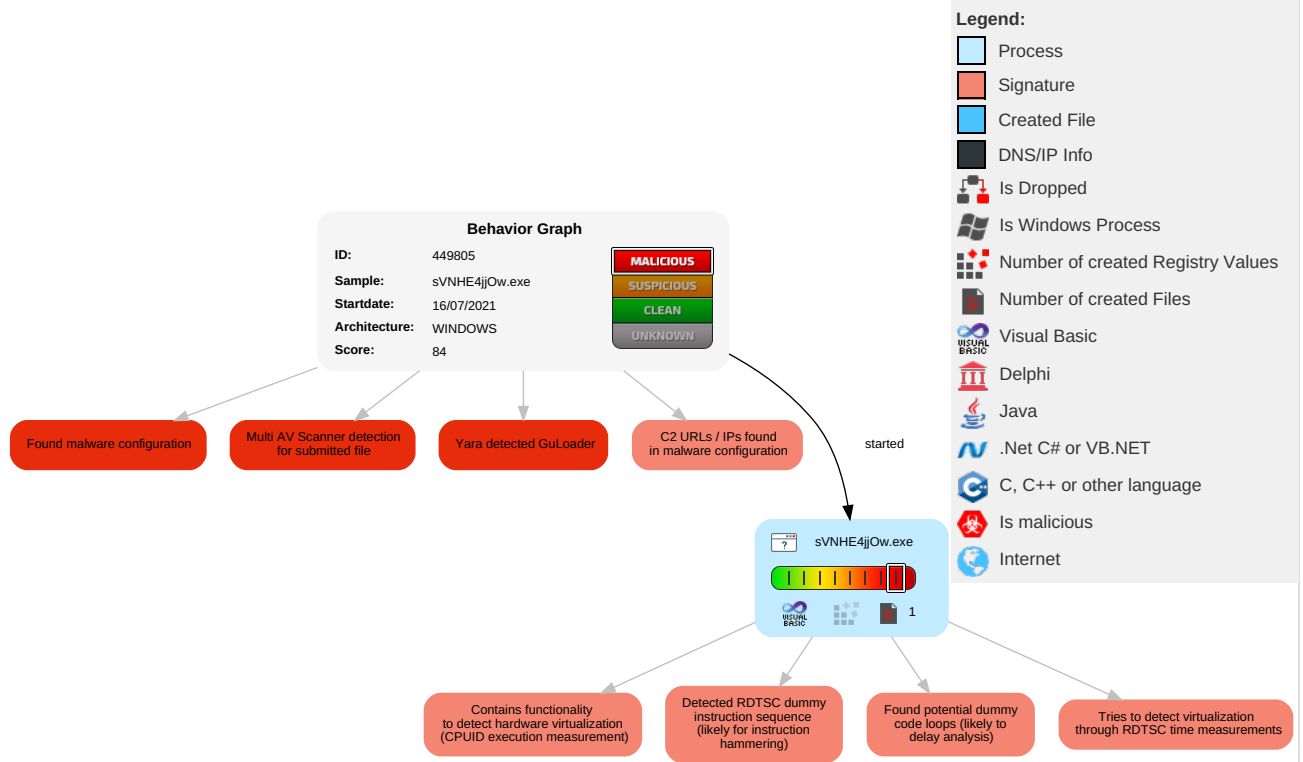 Behavior Graph
ID: 449805
Sample: sVNHE4jjOw.exe
Startdate: 16/07/2021
Architecture: WINDOWS
Score: 84
MALICIOUS
SUSPICIOUS
CLEAN
UNKNOWN
Found malware configuration
Multi AV Scanner detection
for submitted file
Yara detected GuLoader
C2 URLs / IPs found
in malware configuration
started
?
sVNHE4jjOw.exe
VISUAL
BASIC
1
Contains functionality
to detect hardware virtualization
(CPUID execution measurement)
Detected RDTSC dummy
instruction sequence
(likely for instruction
hammering)
Found potential dummy
code loops (likely to
delay analysis)
Tries to detect virtualization
through RDTSC time measurements
Legend:
Process
Signature
Created File
DNS/IP Info
Is Dropped
Is Windows Process
Number of created Registry Values
Number of created Files
VISUAL
BASIC
Visual Basic
Delphi
Java
.Net C# or VB.NET
C, C++ or other language
Is malicious
Internet